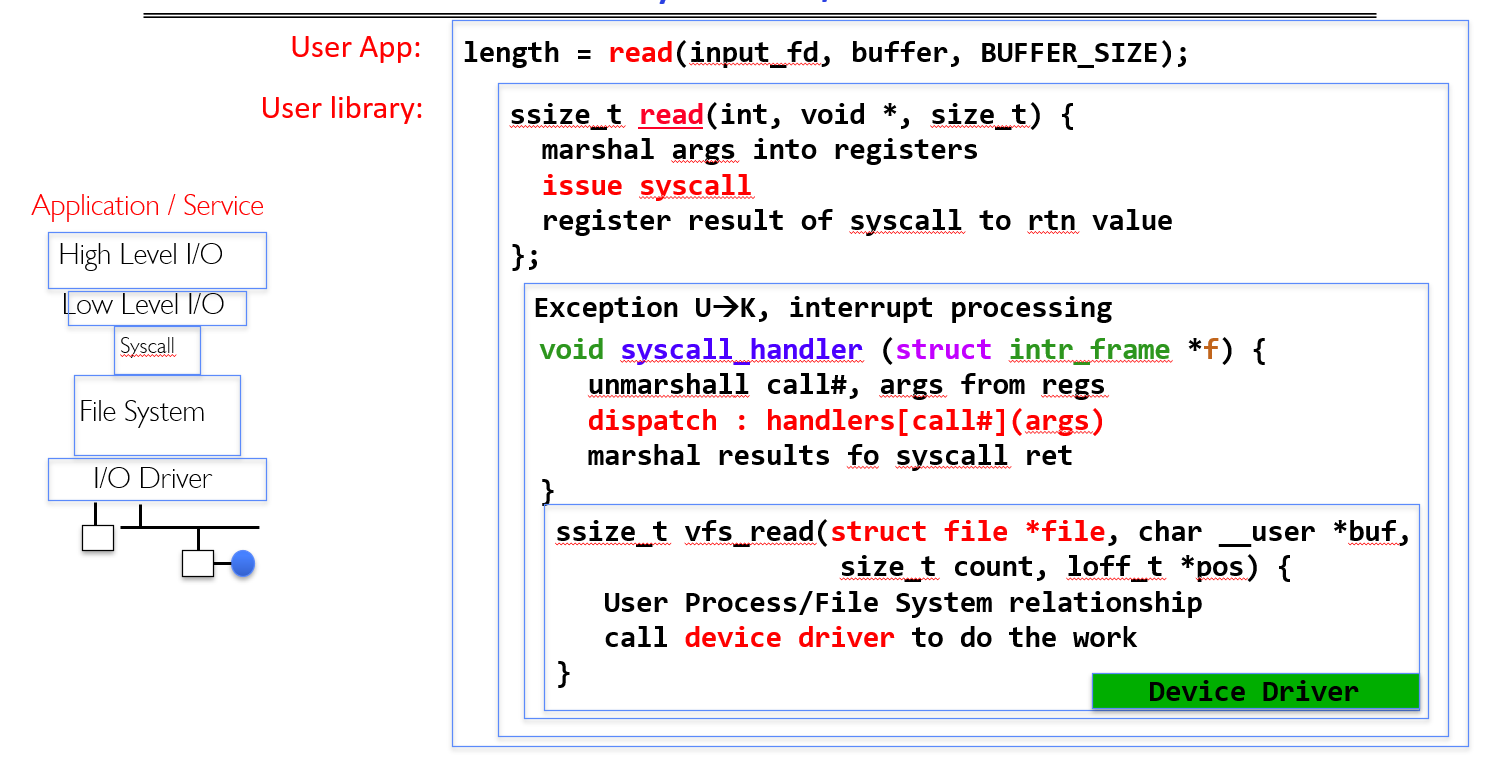 User App:
length = read(input_fd, buffer, BUFFER_SIZE);
User library:
ssize_t read(int, void *, size_t) {
marshal args into registers
issue syscall
register result of syscall to rtn value
};
Exception U→K, interrupt processing
void syscall_handler (struct intr_frame *f) {
unmarshall call#, args from regs
dispatch : handlers[call#](args)
marshal results fo syscall ret
}
ssize_t vfs_read(struct file *file, char __user *buf,
size_t count, loff_t *pos) {
User Process/File System relationship
call device driver to do the work
}
Device Driver
Application / Service
High Level I/O
Low Level I/O
Syscall
File System
I/O Driver